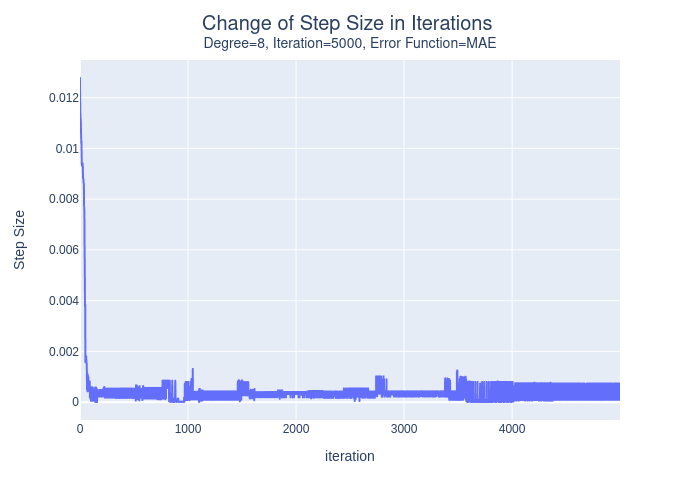 Change of Step Size in Iterations
Degree=8, Iteration=5000, Error Function=MAE
0.012
0.01
0.008
0.006
0.004
0.002
0
Step Size
0 1000 2000 3000 4000
iteration